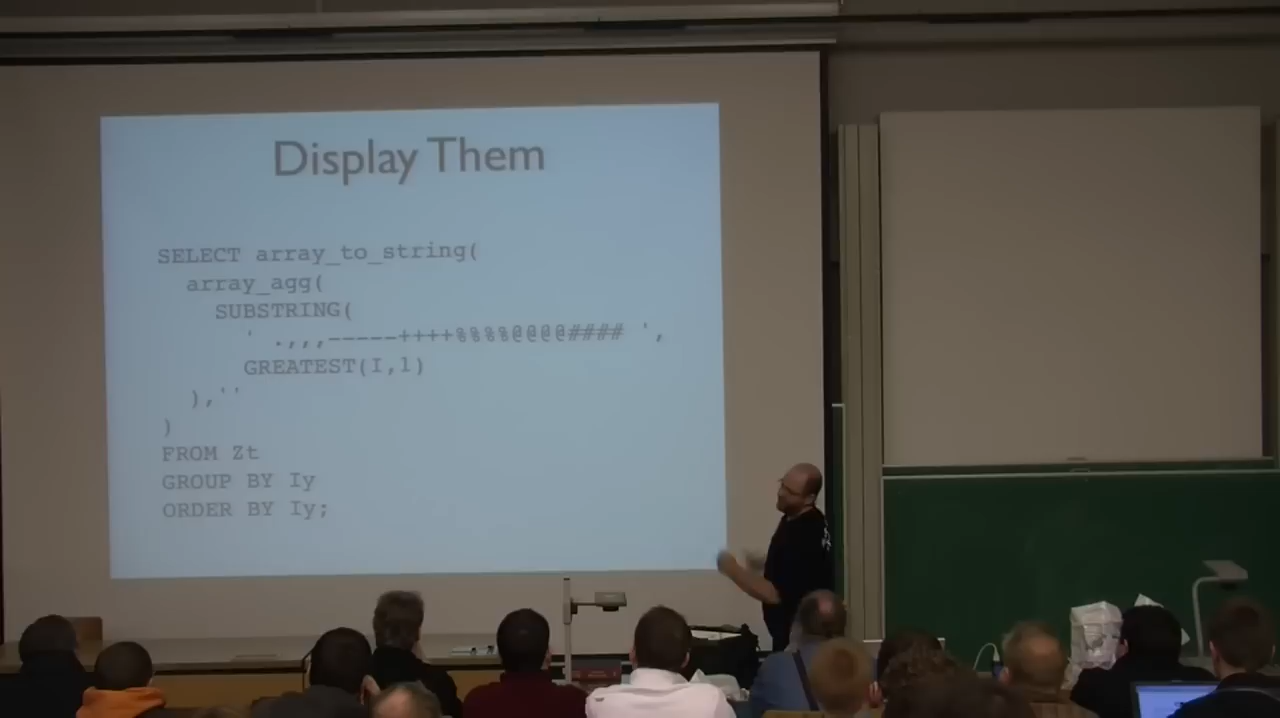 Display Them
SELECT array_to_string(
array_agg(
SUBSTRING(
' .,,,-----++++%%%%@@@@#### ',
GREATEST(I,1)
),''
)
FROM Zt
GROUP BY Iy
ORDER BY Iy;